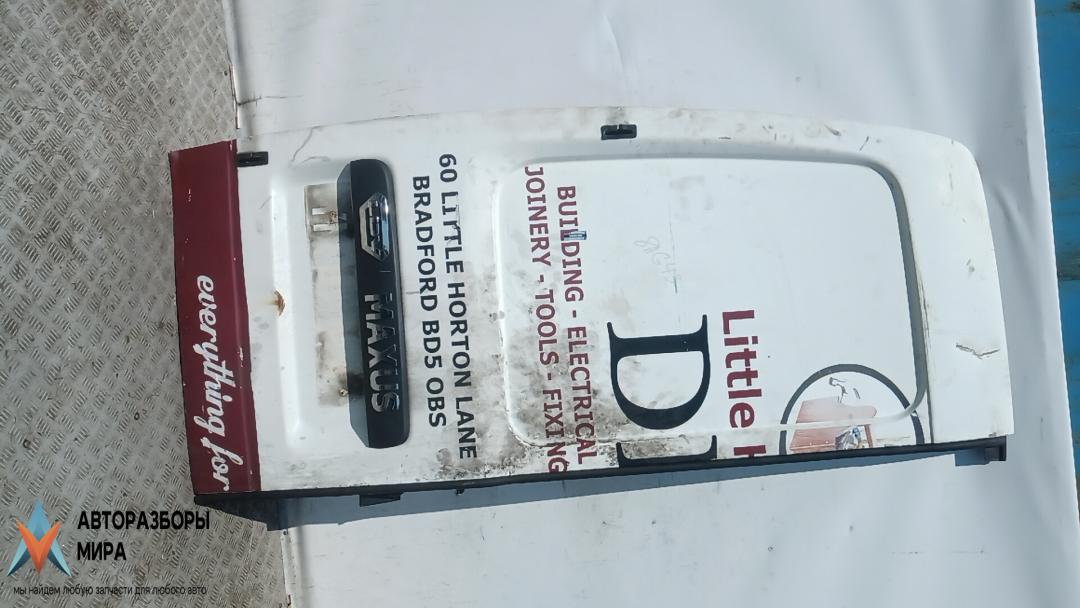 Little
D
BUILDING - ELECTRICAL
JOINERY - TOOLS - FIXING
60 LITTLE HORTON LANE
BRADFORD BD5 0BS
MAXUS
everything for
АВТОРАЗБОРЫ
МИРА
мы найдем любую запчасти для любого авто